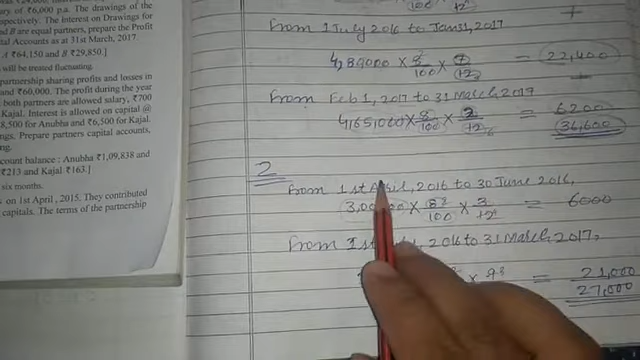 ry of ₹6,000 p.a. The drawings of the
spectively. The interest on Drawings for
and B are equal partners, prepare the Profit
tal Accounts as at 31st March, 2017.
A ₹64,150 and B ₹29,850.]
will be treated fluctuating.
partnership sharing profits and losses in
and ₹60,000. The profit during the year
both partners are allowed salary, ₹700
Kajal. Interest is allowed on capital @
8,500 for Anubha and ₹6,500 for Kajal.
ngs. Prepare partners capital accounts,
count balance : Anubha ₹1,09,838 and
₹213 and Kajal ₹163.]
six months.
s on 1st April, 2015. They contributed
capitals. The terms of the partnership
From 1 July 2016 to Jan 31, 2017
× 8/100 × 7/12 = 22,400
From Feb 1, 2017 to 31 March 2017
4,65,000 × 8/100 × 2/12 = 6200
36,600
2
From 1st April, 2016 to 30 June 2016,
3,00,000 × 8/100 × 3/12 = 6000
From 1st 2016 to 31 March, 2017,
= 21,000
27,000